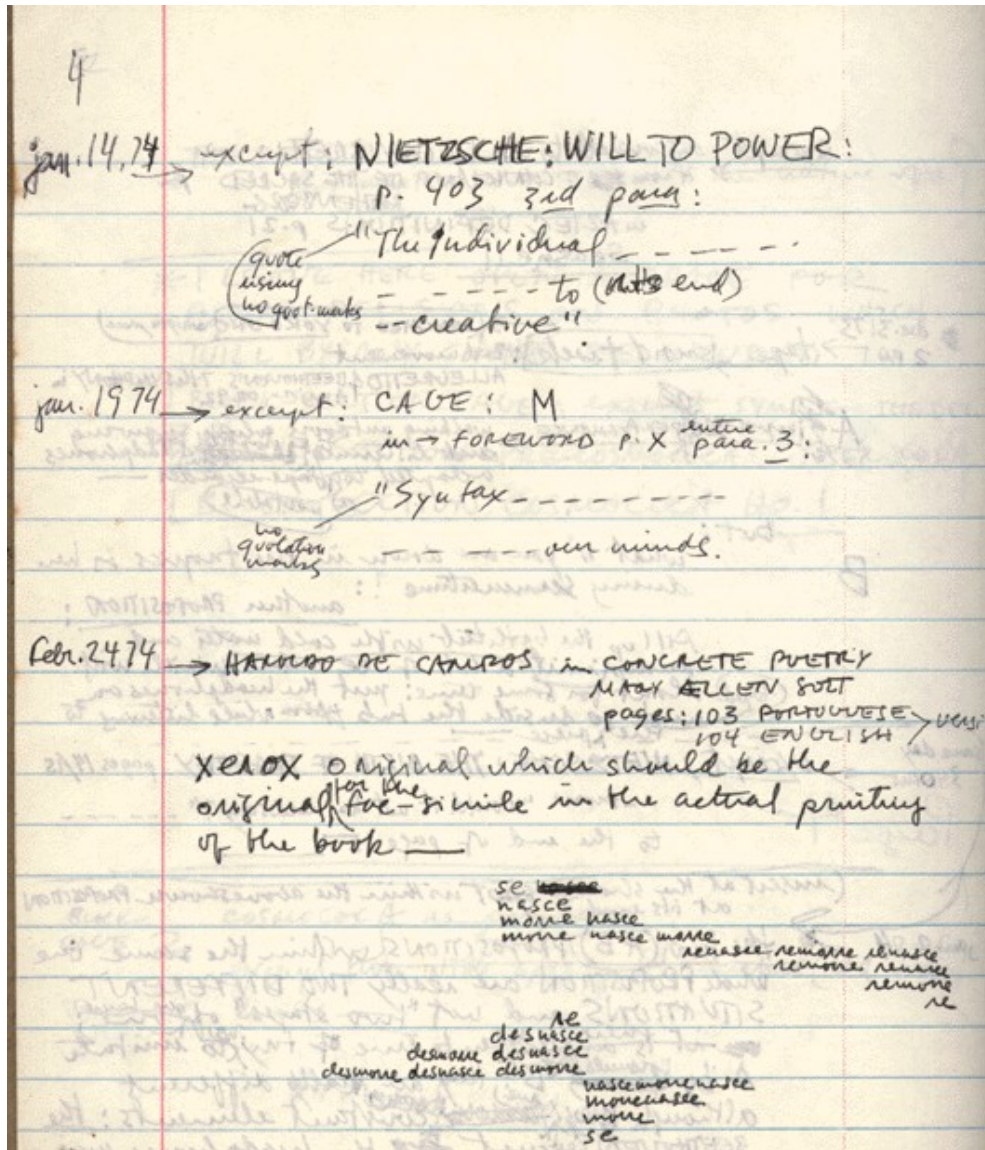 4
jan. 14, 74 → excerpt: NIETZSCHE: WILL TO POWER:
p. 403 3rd para:
"The Individual _ _ _ _ _ _
(quote using no quot-marks
_ _ _ _ _ _ to (its end)
--creative"
jan. 1974 → excerpt: CAGE: M
in → FOREWORD p. X entire para. 3:
"Syntax _ _ _ _ _ _ _ _ _
no quotation marks
_ _ _ _ _ our minds.
Febr. 24 74 → HAROLDO DE CAMPOS in CONCRETE POETRY
MARY ELLEN SOLT
pages: 103 PORTUGUESE
104 ENGLISH
xerox original which should be the
original for the fac-simile in the actual printing
of the book ___
se
nasce
morre nasce
morre nasce morre
renasce remorre renasce
remorre renasce
remorre
re
re
desnasce
desmorre desnasce
desmorre desnasce desmorre
nascemorrenasce
morrenasce
morre
se